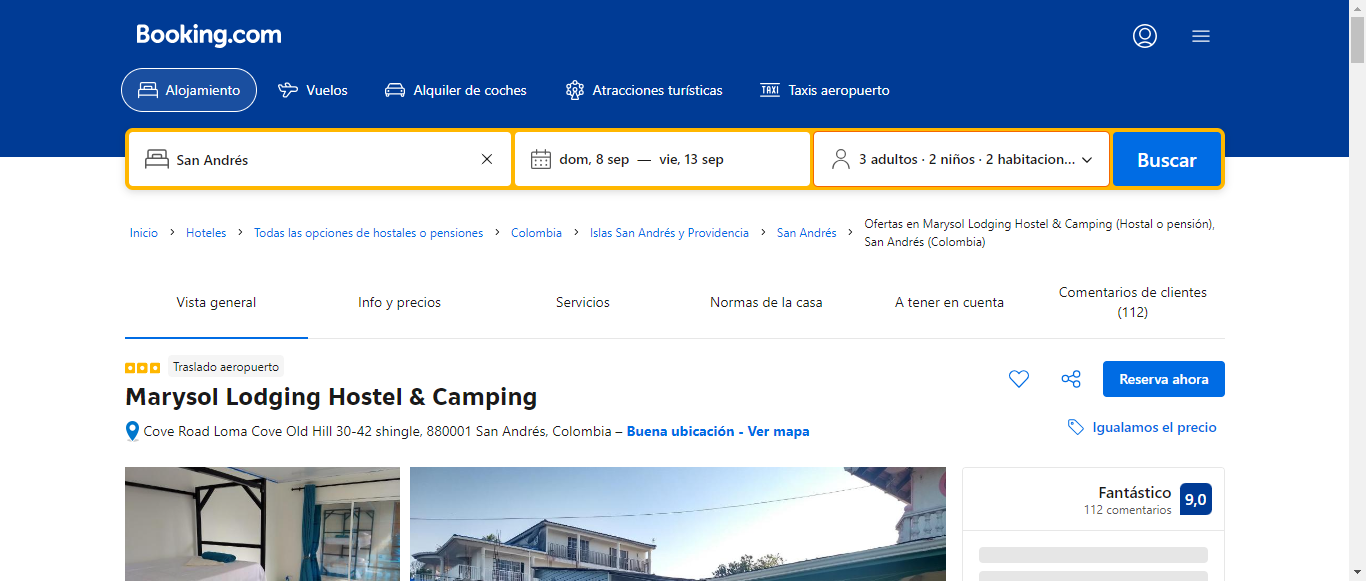 Booking.com
Alojamiento
Vuelos
Alquiler de coches
Atracciones turísticas
TAXI Taxis aeropuerto
San Andrés
dom, 8 sep — vie, 13 sep
3 adultos · 2 niños · 2 habitacion...
Buscar
Inicio > Hoteles > Todas las opciones de hostales o pensiones > Colombia > Islas San Andrés y Providencia > San Andrés >
Ofertas en Marysol Lodging Hostel & Camping (Hostal o pensión),
San Andrés (Colombia)
Vista general
Info y precios
Servicios
Normas de la casa
A tener en cuenta
Comentarios de clientes
(112)
Traslado aeropuerto
Marysol Lodging Hostel & Camping
Reserva ahora
Cove Road Loma Cove Old Hill 30-42 shingle, 880001 San Andrés, Colombia – Buena ubicación - Ver mapa
Igualamos el precio
Fantástico
112 comentarios
9,0